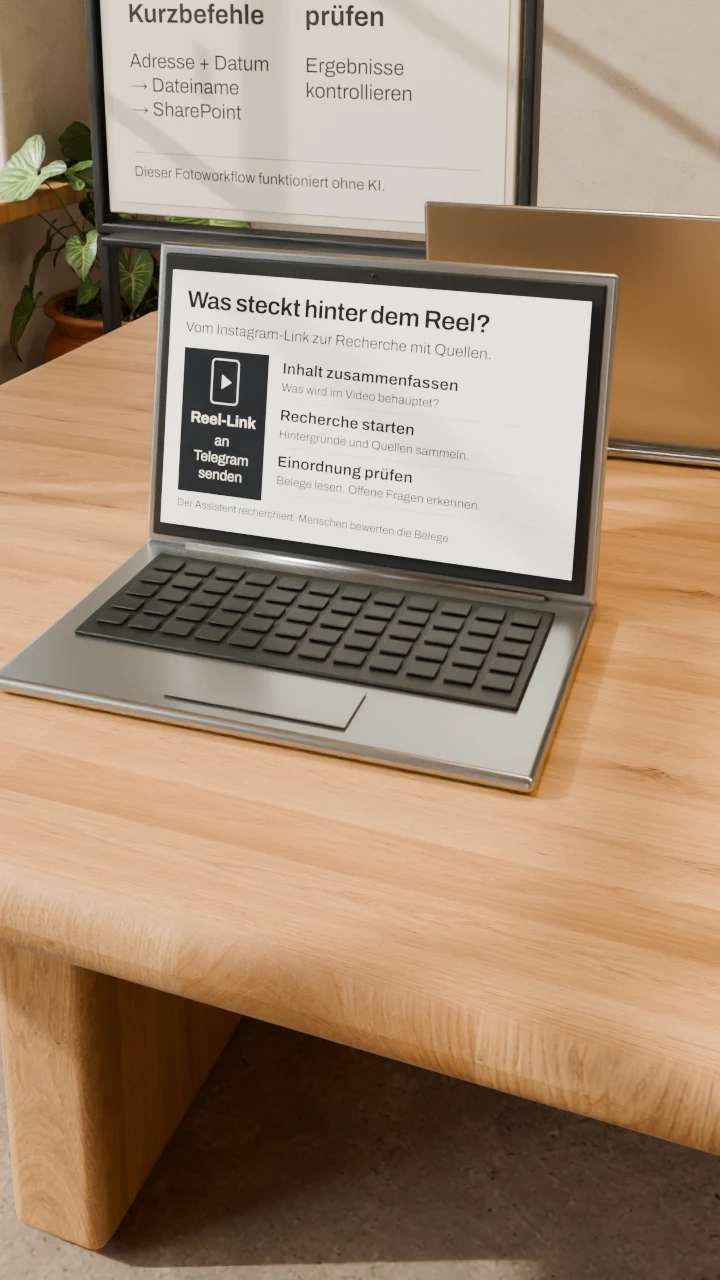 Kurzbefehle
Adresse + Datum
→ Dateiname
→ SharePoint
prüfen
Ergebnisse
kontrollieren
Dieser Fotoworkflow funktioniert ohne KI.
Was steckt hinter dem Reel?
Vom Instagram-Link zur Recherche mit Quellen.
Reel-Link
an
Telegram
senden
Inhalt zusammenfassen
Was wird im Video behauptet?
Recherche starten
Hintergründe und Quellen sammeln.
Einordnung prüfen
Belege lesen. Offene Fragen erkennen.
Der Assistent recherchiert. Menschen bewerten die Belege